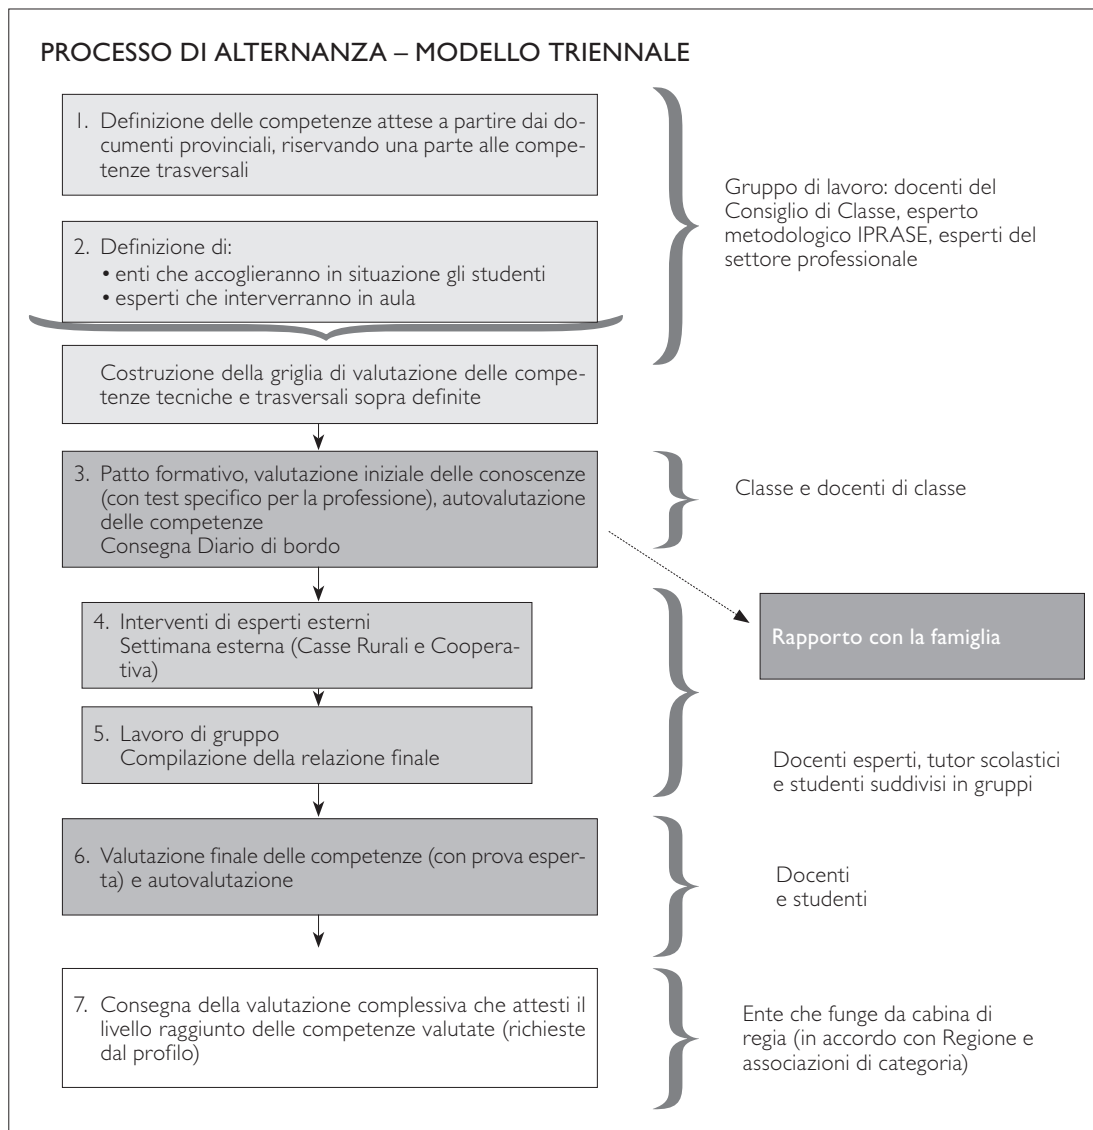 PROCESSO DI ALTERNANZA – MODELLO TRIENNALE
1. Definizione delle competenze attese a partire dai do-
cumenti provinciali, riservando una parte alle compe-
tenze trasversali
2. Definizione di:
• enti che accoglieranno in situazione gli studenti
• esperti che interverranno in aula
Gruppo di lavoro: docenti del
Consiglio di Classe, esperto
metodologico IPRASE, esperti del
settore professionale
Costruzione della griglia di valutazione delle compe-
tenze tecniche e trasversali sopra definite
3. Patto formativo, valutazione iniziale delle conoscenze
(con test specifico per la professione), autovalutazione
delle competenze
Consegna Diario di bordo
Classe e docenti di classe
Rapporto con la famiglia
4. Interventi di esperti esterni
Settimana esterna (Casse Rurali e Coopera-
tiva)
5. Lavoro di gruppo
Compilazione della relazione finale
Docenti esperti, tutor scolastici
e studenti suddivisi in gruppi
6. Valutazione finale delle competenze (con prova esper-
ta) e autovalutazione
Docenti
e studenti
7. Consegna della valutazione complessiva che attesti il
livello raggiunto delle competenze valutate (richieste
dal profilo)
Ente che funge da cabina di
regia (in accordo con Regione e
associazioni di categoria)